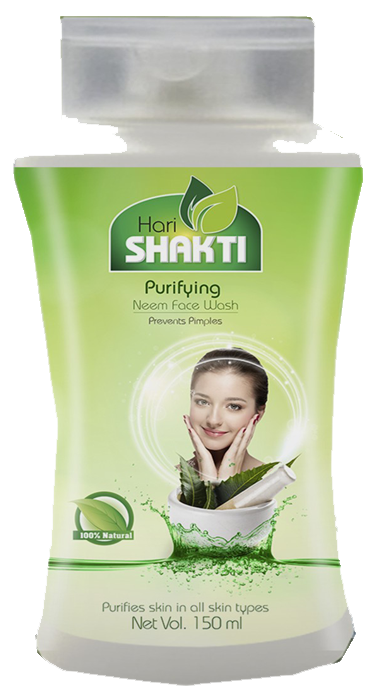 Hari
SHAKTI
Purifying
Neem Face Wash
Prevents Pimples
100% Natural
Purifies skin in all skin types
Net Vol. 150 ml